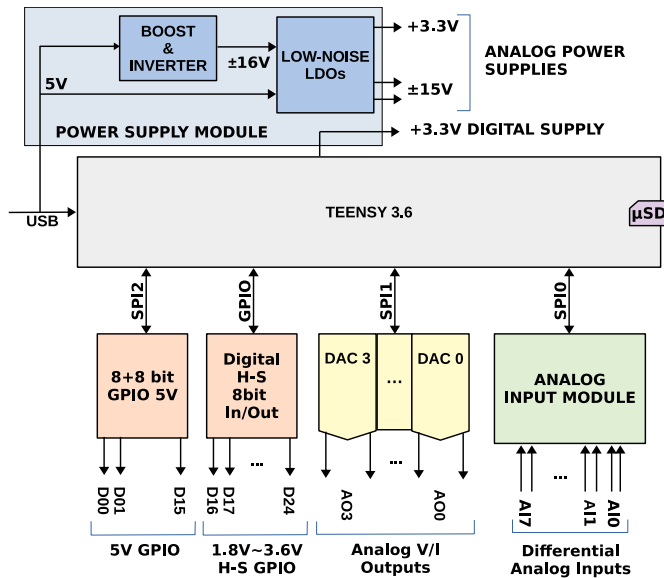 BOOST
&
INVERTER
±16V
LOW-NOISE
LDOs
+3.3V
±15V
ANALOG POWER
SUPPLIES
5V
POWER SUPPLY MODULE
+3.3V DIGITAL SUPPLY
TEENSY 3.6
µSD
USB
SPI2
GPIO
SPI1
SPI0
8+8 bit
GPIO 5V
Digital
H-S
8bit
In/Out
DAC 3
...
DAC 0
ANALOG
INPUT MODULE
D00
D01
D15
D16
D17
...
D24
AO3
...
AO0
AI7
...
AI1
AI0
5V GPIO
1.8V~3.6V
H-S GPIO
Analog V/I
Outputs
Differential
Analog Inputs